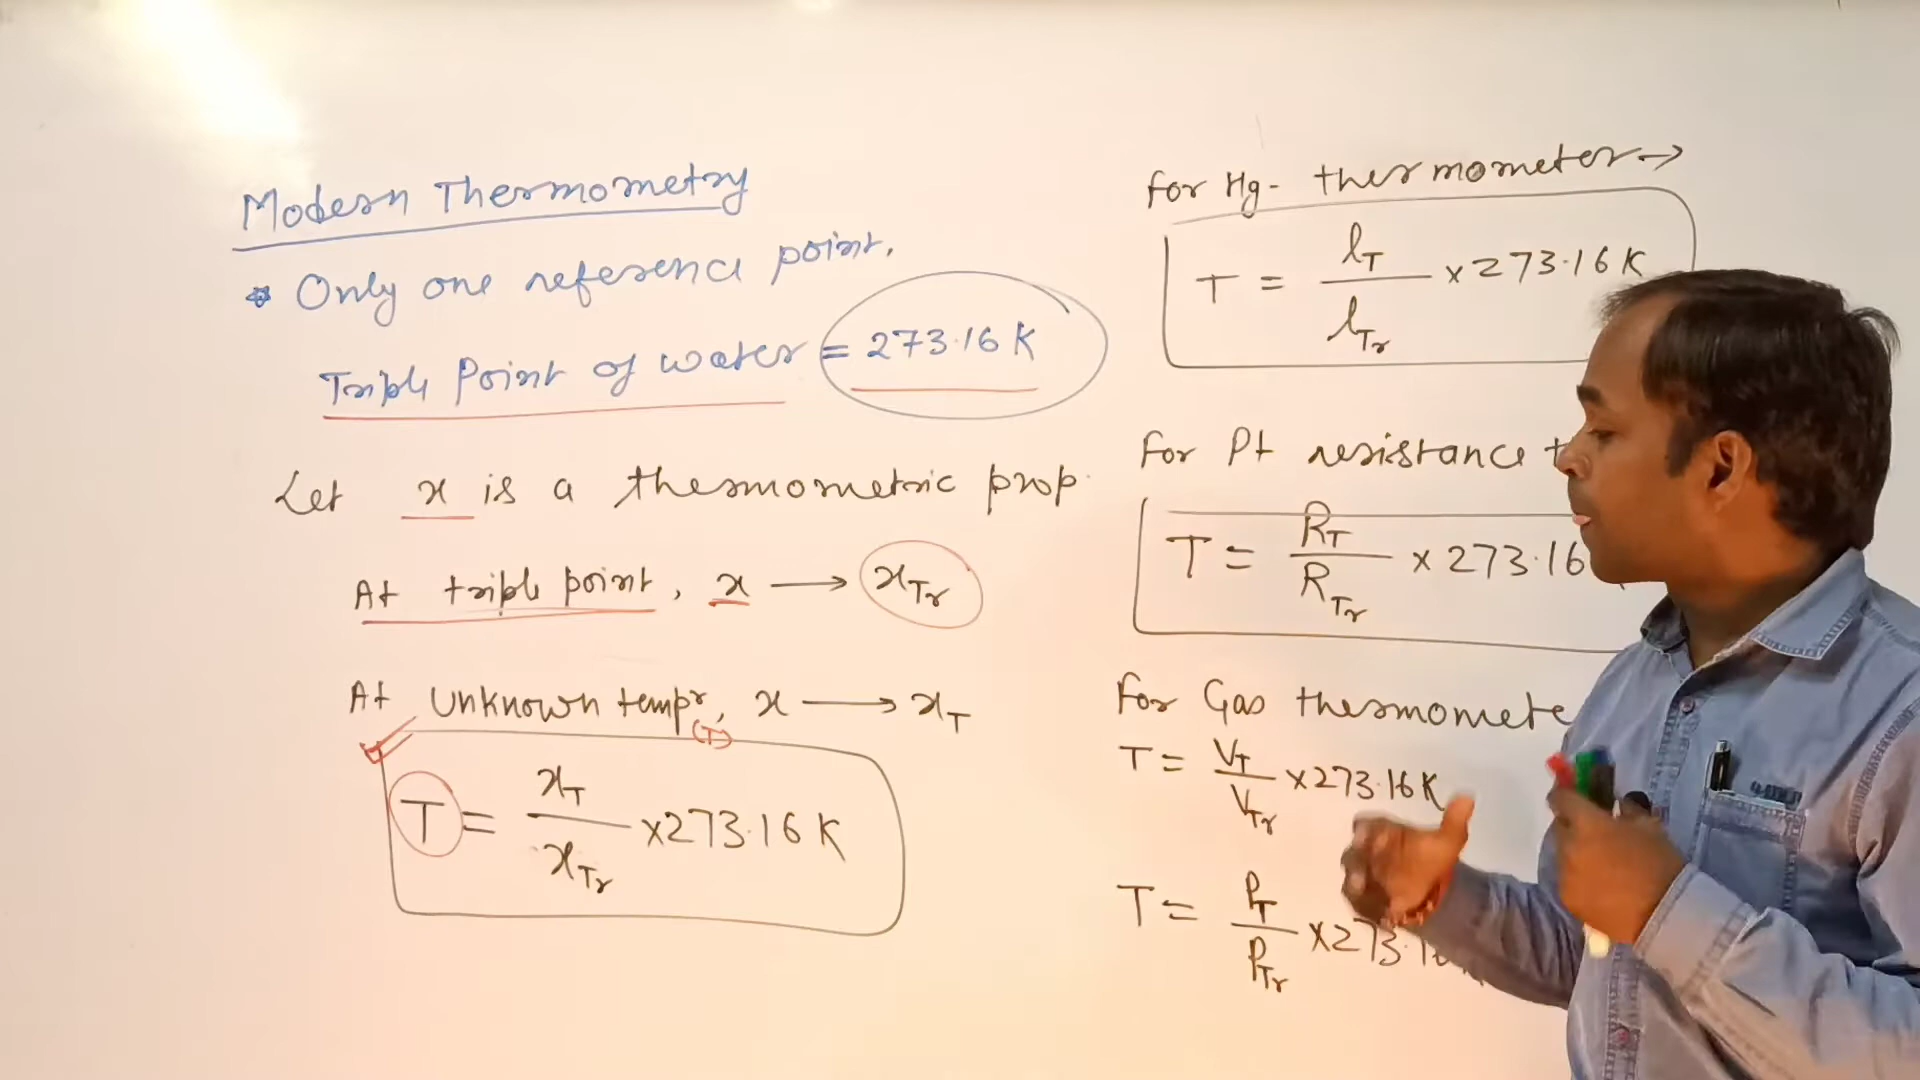 Modern Thermometry
* Only one reference point.
Triple Point of water = 273.16 K
Let x is a thermometric prop.
At triple point, x → x_Tr
At unknown tempr, x → x_T
(T)
T = x_T / x_Tr × 273.16 K
For Hg- thermometer →
T = l_T / l_Tr × 273.16 K
For Pt resistance
T = R_T / R_Tr × 273.16
For Gas thermomete
T = V_T / V_Tr × 273.16 K
T = P_T / P_Tr × 273.